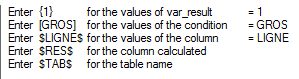 Enter {1} for the values of var_result = 1
Enter [GROS] for the values of the condition = GROS
Enter $LIGNE$ for the values of the column = LIGNE
Enter $RES$ for the column calculated
Enter $TAB$ for the table name